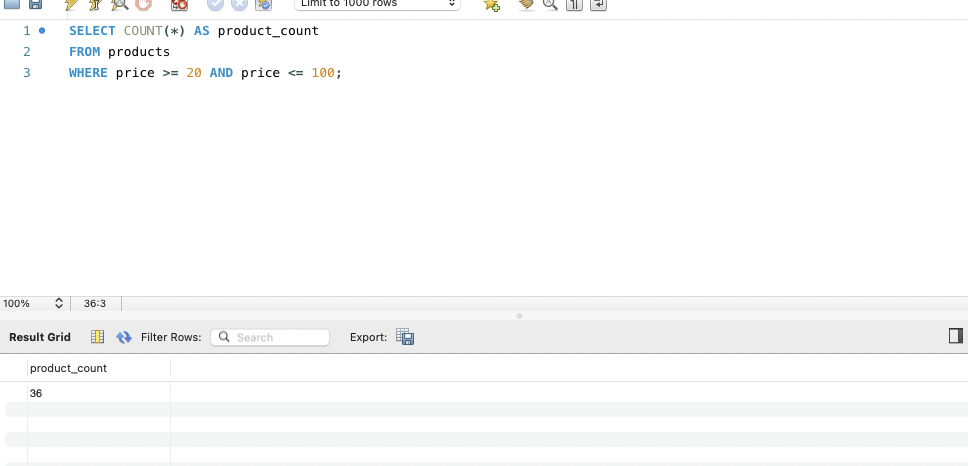 Limit to 1000 rows
1 SELECT COUNT(*) AS product_count
2 FROM products
3 WHERE price >= 20 AND price <= 100;
100% 36:3
Result Grid Filter Rows: Search Export:
product_count
36